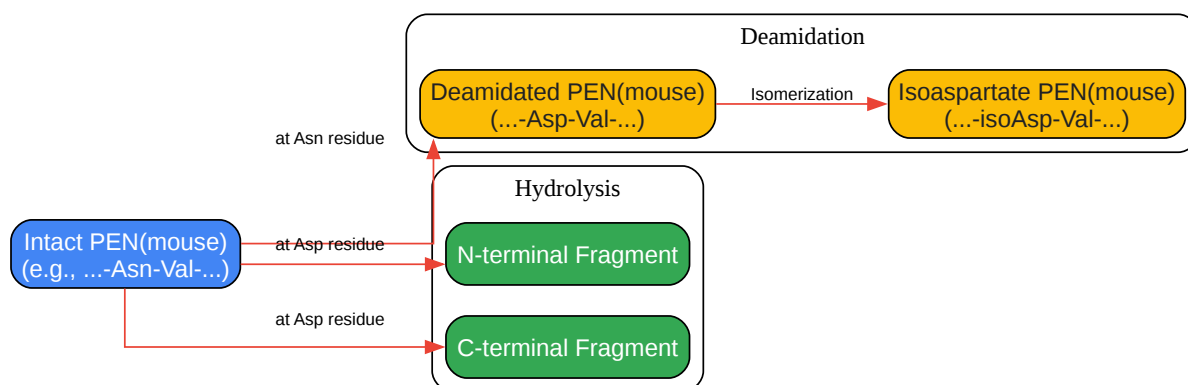 Deamidation
Deamidated PEN(mouse)
(...-Asp-Val-...)
Isomerization
Isoaspartate PEN(mouse)
(...-isoAsp-Val-...)
at Asn residue
Hydrolysis
Intact PEN(mouse)
(e.g., ...-Asn-Val-...)
at Asp residue
N-terminal Fragment
at Asp residue
C-terminal Fragment